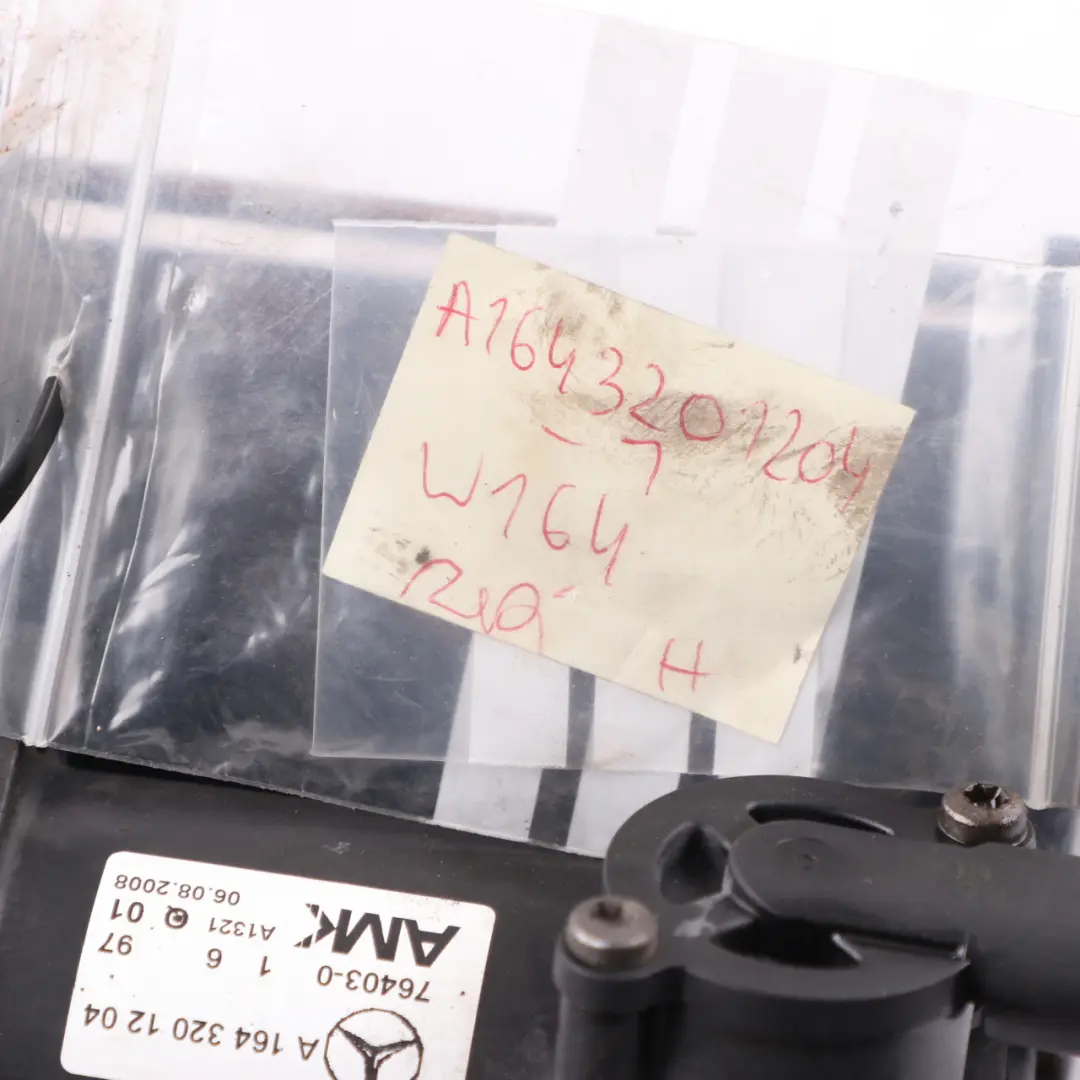 A1643201204
W164
H
A 164 320 12 04
76403-0
1 6 97
AMK A1321 Q 01
06.08.2008